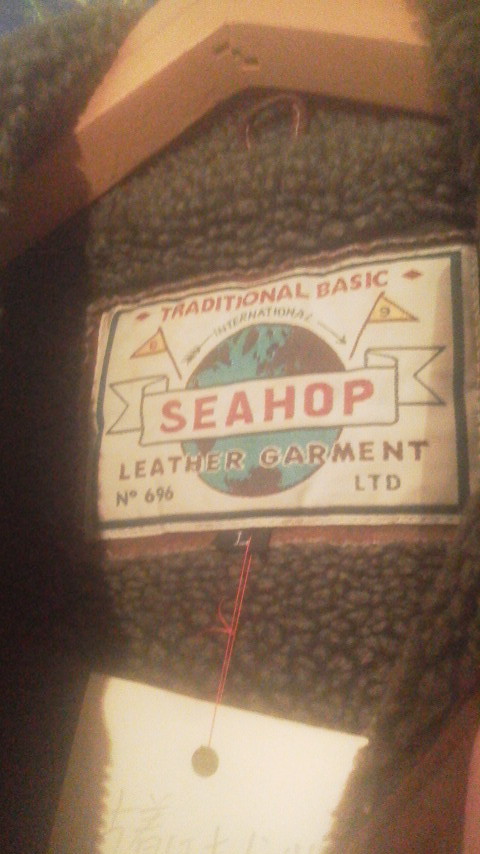 TRADITIONAL BASIC
INTERNATIONAL
6
9
SEAHOP
LEATHER GARMENT
Nº 696
LTD
L